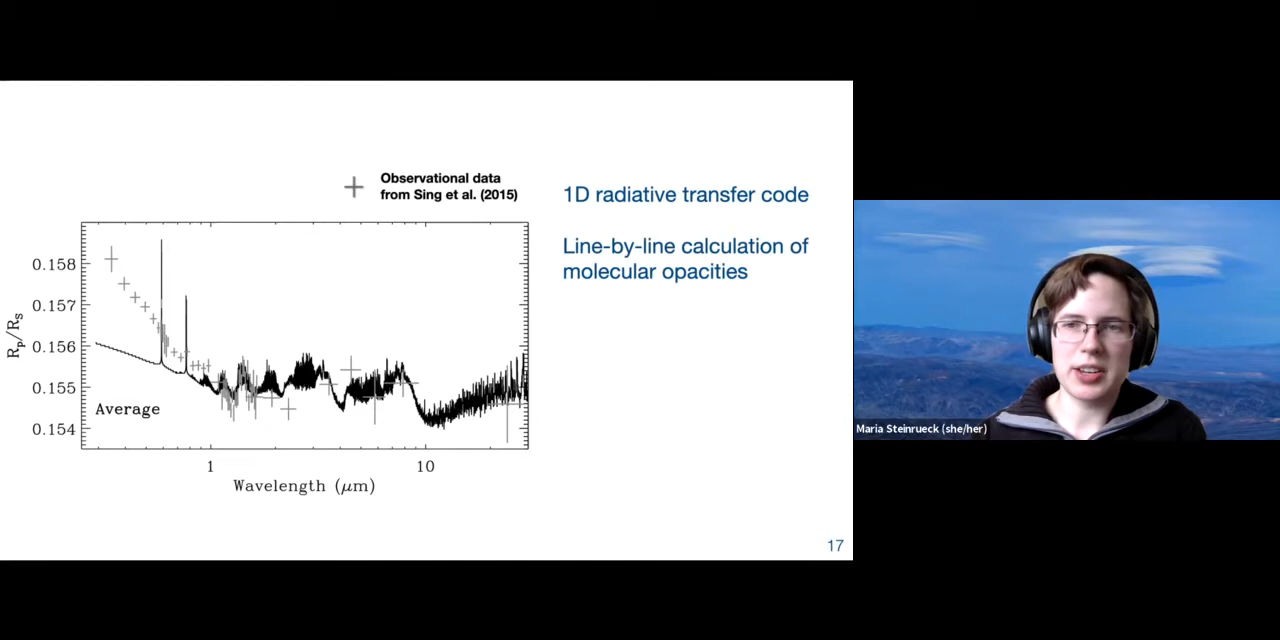 Observational data
from Sing et al. (2015)
1D radiative transfer code
Line-by-line calculation of
molecular opacities
0.158
0.157
0.156
0.155
0.154
Rp/Rs
Average
1
10
Wavelength (μm)
17
Maria Steinrueck (she/her)